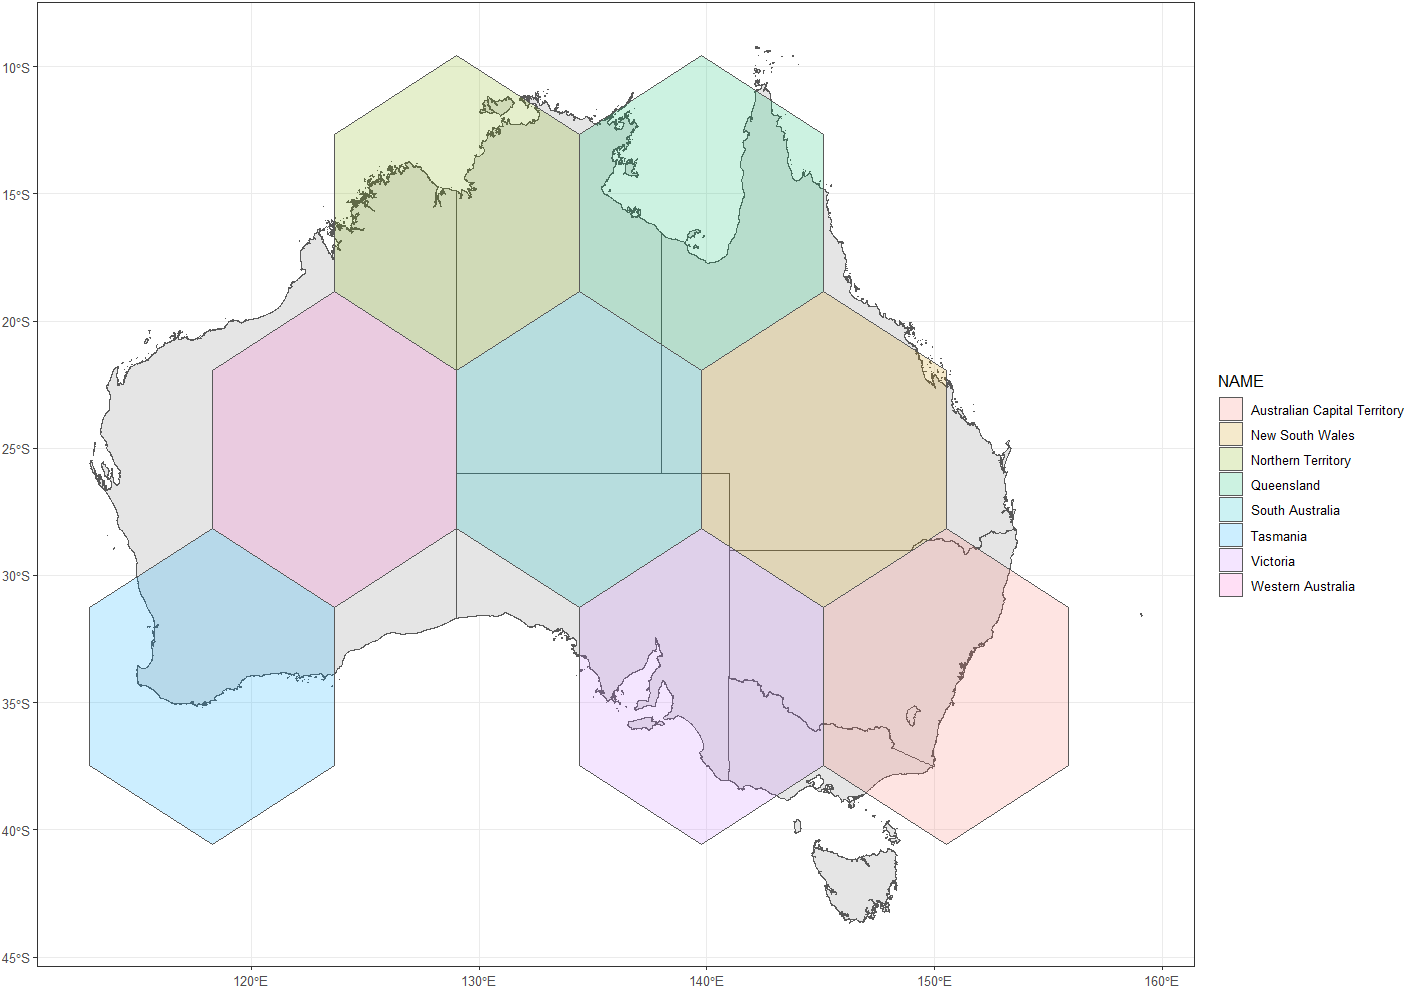 10°S
15°S
20°S
25°S
30°S
35°S
40°S
45°S
120°E
130°E
140°E
150°E
160°E
NAME
Australian Capital Territory
New South Wales
Northern Territory
Queensland
South Australia
Tasmania
Victoria
Western Australia